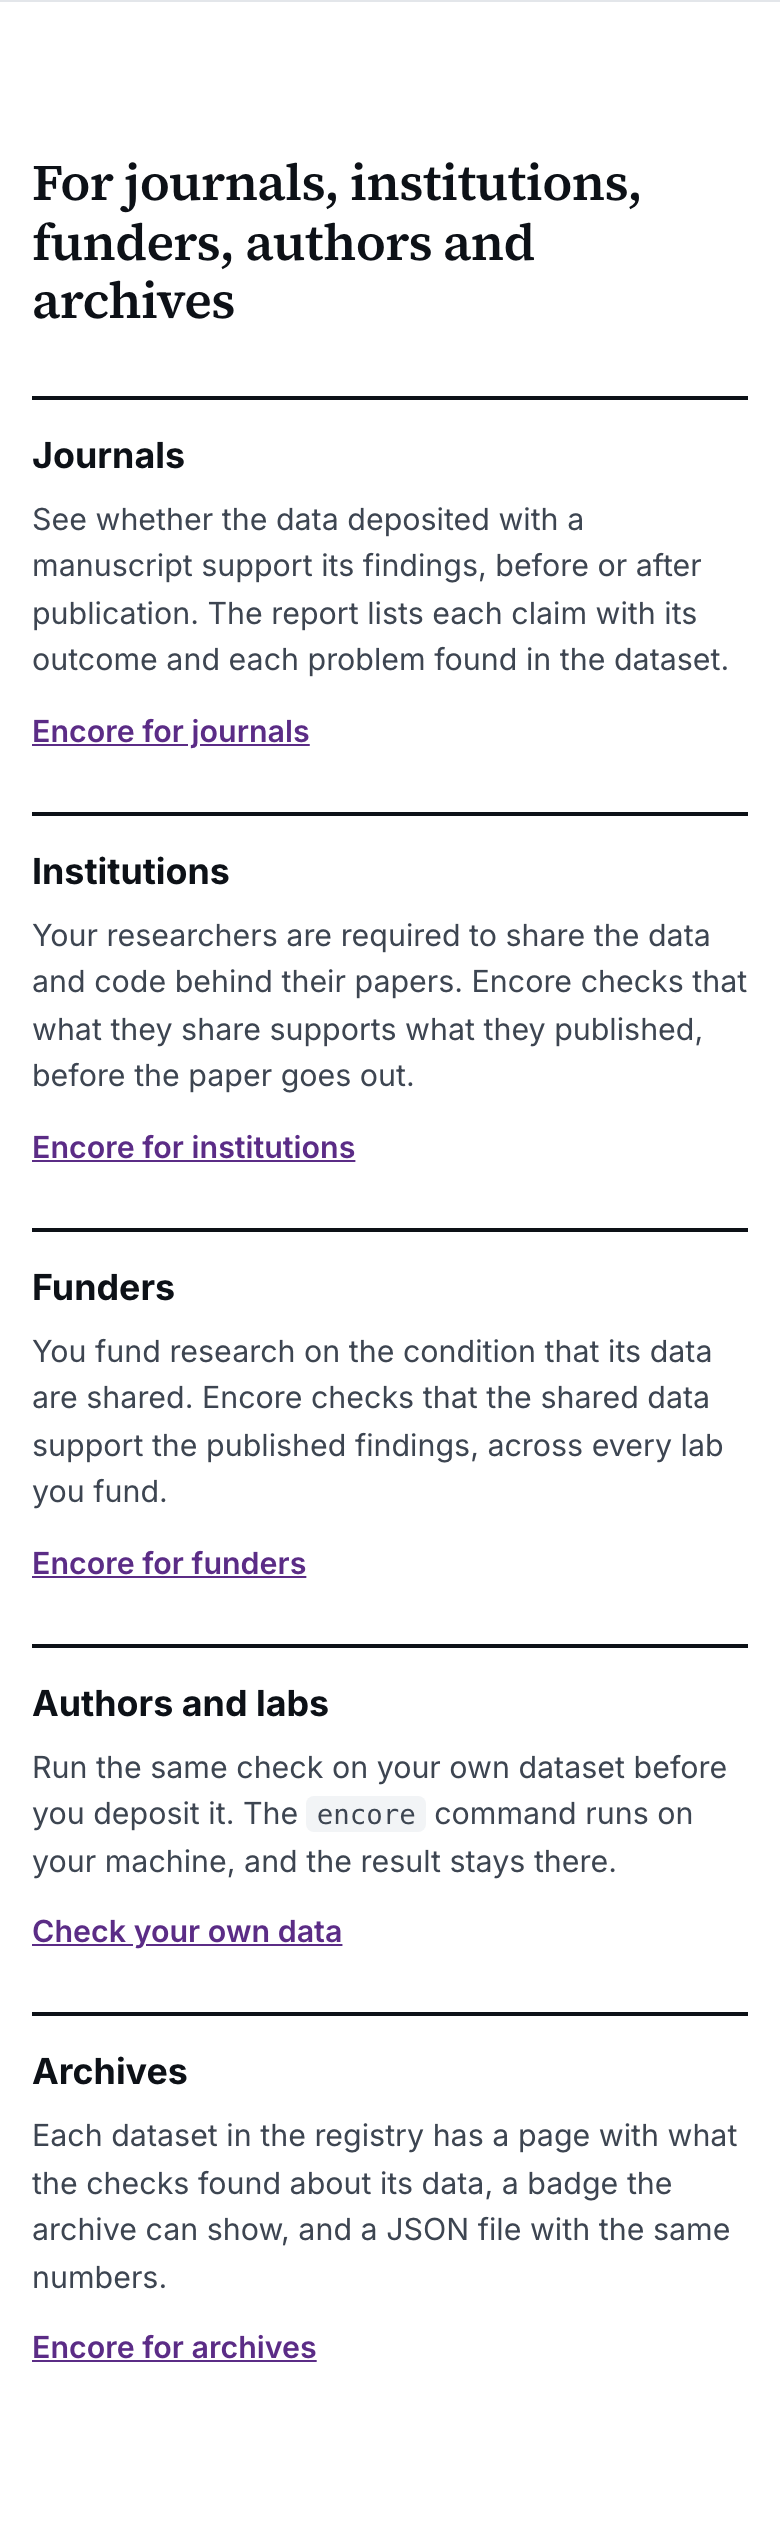 For journals, institutions,
funders, authors and
archives
Journals
See whether the data deposited with a
manuscript support its findings, before or after
publication. The report lists each claim with its
outcome and each problem found in the dataset.
Encore for journals
Institutions
Your researchers are required to share the data
and code behind their papers. Encore checks that
what they share supports what they published,
before the paper goes out.
Encore for institutions
Funders
You fund research on the condition that its data
are shared. Encore checks that the shared data
support the published findings, across every lab
you fund.
Encore for funders
Authors and labs
Run the same check on your own dataset before
you deposit it. The encore command runs on
your machine, and the result stays there.
Check your own data
Archives
Each dataset in the registry has a page with what
the checks found about its data, a badge the
archive can show, and a JSON file with the same
numbers.
Encore for archives